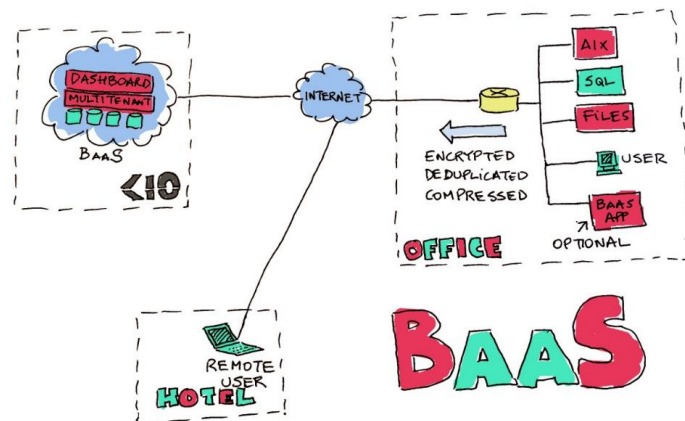 DASHBOARD
MULTITENANT
BAAS
KIO
INTERNET
ENCRYPTED
DEDUPLICATED
COMPRESSED
AIX
SQL
FILES
USER
BAAS
APP
OPTIONAL
OFFICE
REMOTE
USER
HOTEL
BAAS